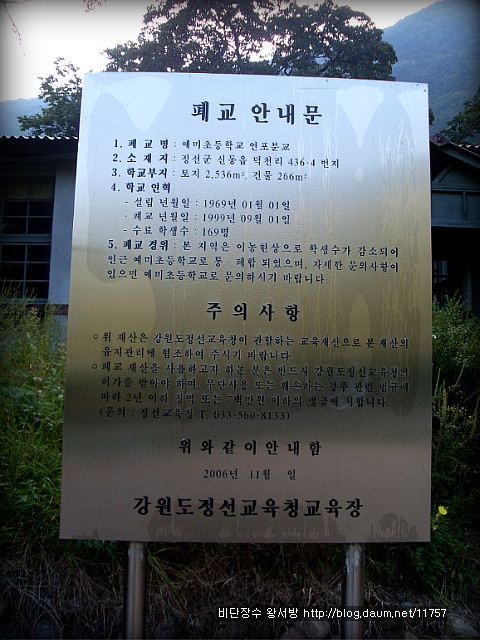 폐교 안내문
1. 폐 교 명 : 예미초등학교 연포분교
2. 소 재 지 : 정선군 신동읍 덕천리 436-4 번지
3. 학교부지 : 토지 2,536㎡, 건물 266㎡
4. 학교 연혁
- 설립 년월일 : 1969년 01월 01일
- 폐교 년월일 : 1999년 09월 01일
- 수료 학생수 : 169명
5. 폐교 경위 : 본 지역은 이농현상으로 학생수가 감소되어
인근 예미초등학교로 통·폐합 되었으며, 자세한 문의사항이
있으면 예미초등학교로 문의하시기 바랍니다.
주의사항
○ 위 재산은 강원도정선교육청이 관할하는 교육재산으로 본 재산의
유지관리에 협조하여 주시기 바랍니다
○ 폐교 재산을 사용하고자 하는 분은 반드시 강원도정선교육청의
허가를 받아야 하며, 무단사용 또는 훼손하는 경우 관련 법규에
따라 2년 이하 징역 또는 7백만원 이하의 벌금에 처합니다.
(문의 : 정선교육청 T. 033-560-8133)
위와 같이 안내함
2006년 11월 일
강원도정선교육청교육장
비단장수 왕서방 http://blog.daum.net/11757